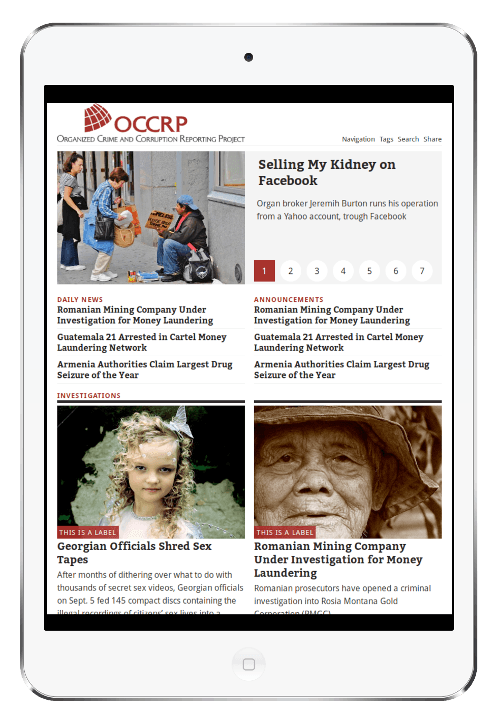 OCCRP
ORGANIZED CRIME AND CORRUPTION REPORTING PROJECT
Navigation Tags Search Share
Selling My Kidney on
Facebook
Organ broker Jeremih Burton runs his operation
from a Yahoo account, trough Facebook
1 2 3 4 5 6 7
DAILY NEWS
Romanian Mining Company Under
Investigation for Money Laundering
Guatemala 21 Arrested in Cartel Money
Laundering Network
Armenia Authorities Claim Largest Drug
Seizure of the Year
ANNOUNCEMENTS
Romanian Mining Company Under
Investigation for Money Laundering
Guatemala 21 Arrested in Cartel Money
Laundering Network
Armenia Authorities Claim Largest Drug
Seizure of the Year
INVESTIGATIONS
THIS IS A LABEL
Georgian Officials Shred Sex
Tapes
After months of dithering over what to do with
thousands of secret sex videos, Georgian officials
on Sept. 5 fed 145 compact discs containing the
illegal recordings of citizens' sex lives into a
THIS IS A LABEL
Romanian Mining Company
Under Investigation for Money
Laundering
Romanian prosecutors have opened a criminal
investigation into Rosia Montana Gold
Corporation (RMGC)